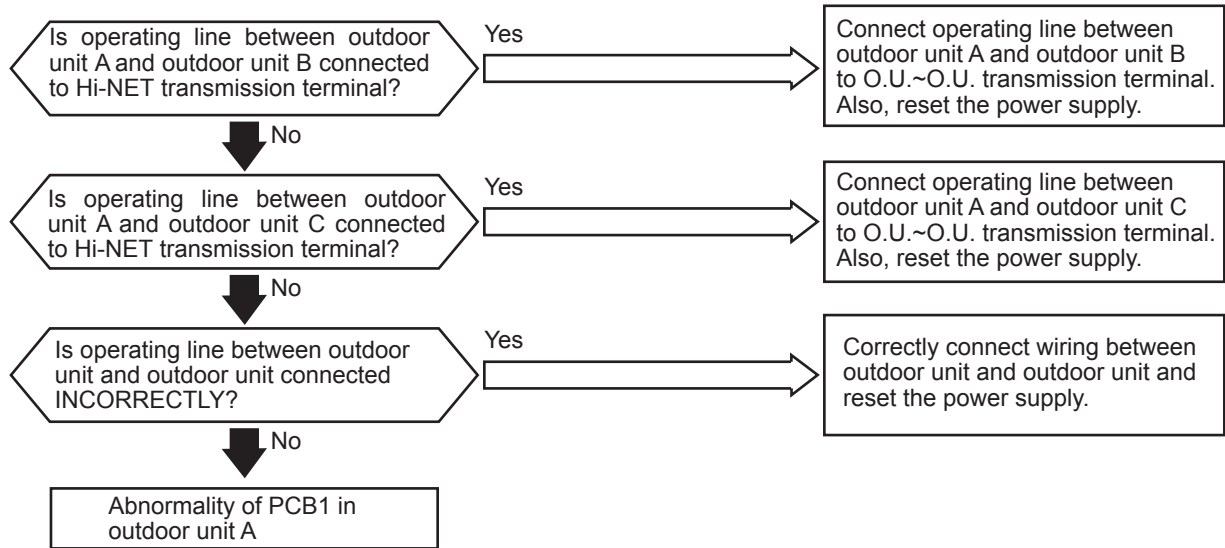 Is operating line between outdoor
unit A and outdoor unit B connected
to Hi-NET transmission terminal?
Yes
Connect operating line between
outdoor unit A and outdoor unit B
to O.U.~O.U. transmission terminal.
Also, reset the power supply.
No
Is operating line between outdoor
unit A and outdoor unit C connected
to Hi-NET transmission terminal?
Yes
Connect operating line between
outdoor unit A and outdoor unit C
to O.U.~O.U. transmission terminal.
Also, reset the power supply.
No
Is operating line between outdoor
unit and outdoor unit connected
INCORRECTLY?
Yes
Correctly connect wiring between
outdoor unit and outdoor unit and
reset the power supply.
No
Abnormality of PCB1 in
outdoor unit A